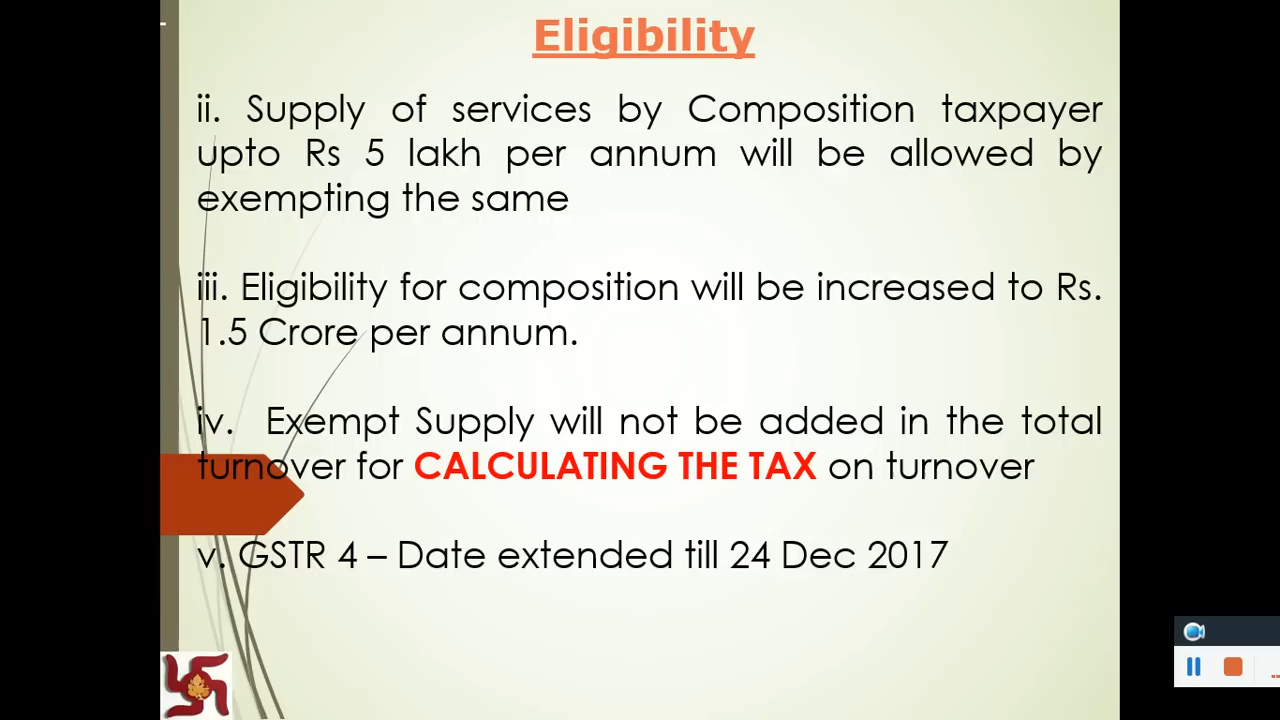 Eligibility
ii. Supply of services by Composition taxpayer
upto Rs 5 lakh per annum will be allowed by
exempting the same
iii. Eligibility for composition will be increased to Rs.
1.5 Crore per annum.
iv. Exempt Supply will not be added in the total
turnover for CALCULATING THE TAX on turnover
v. GSTR 4 – Date extended till 24 Dec 2017